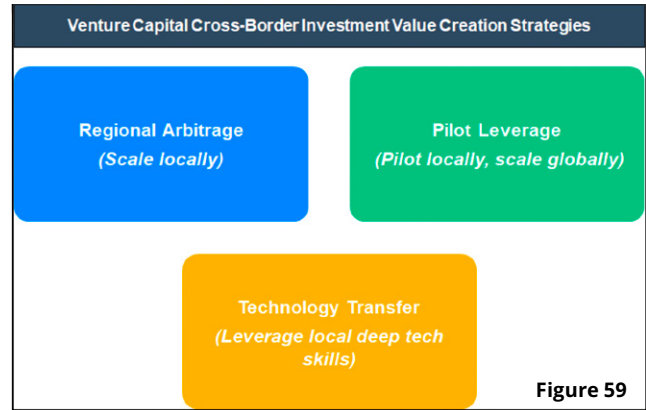 Venture Capital Cross-Border Investment Value Creation Strategies
Regional Arbitrage
(Scale locally)
Pilot Leverage
(Pilot locally, scale globally)
Technology Transfer
(Leverage local deep tech
skills)
Figure 59